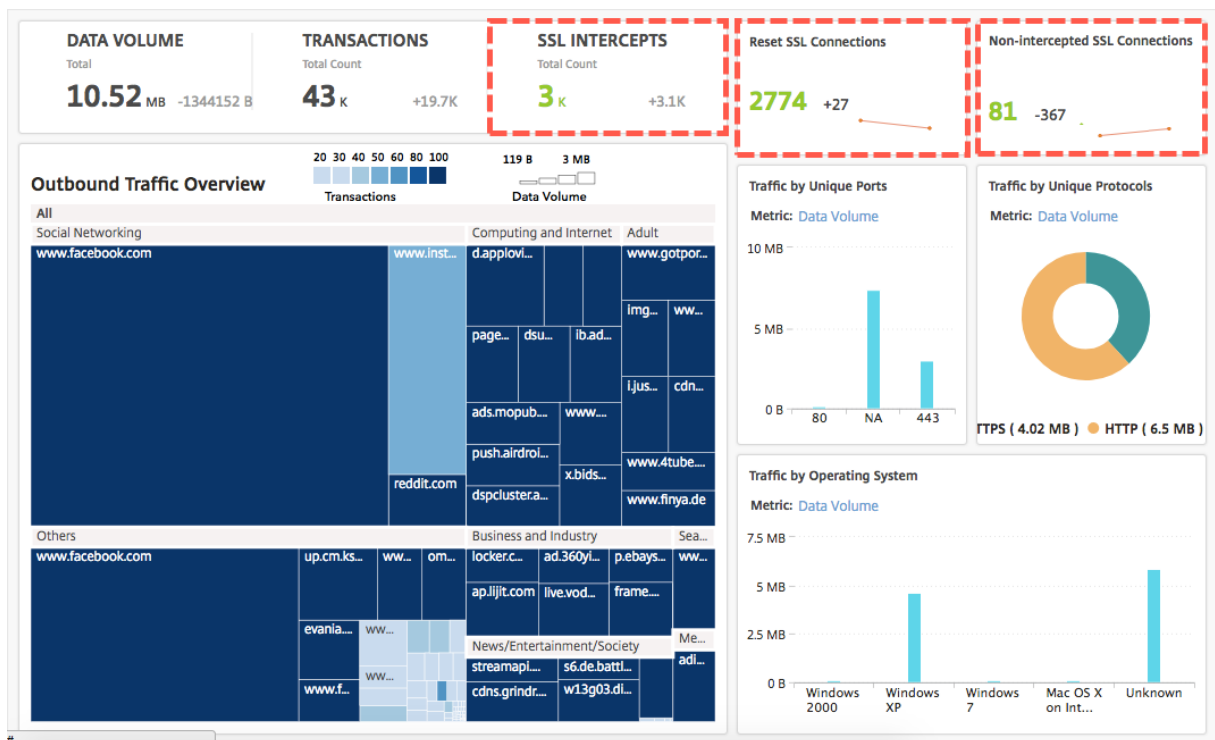 DATA VOLUME
Total
10.52 MB -1344152 B
TRANSACTIONS
Total Count
43 K +19.7K
SSL INTERCEPTS
Total Count
3 K +3.1K
Reset SSL Connections
2774 +27
Non-intercepted SSL Connections
81 -367 -
Outbound Traffic Overview
20 30 40 50 60 80 100
Transactions
119 B 3 MB
Data Volume
All
Social Networking
www.facebook.com
www.inst...
reddit.com
Computing and Internet
d.applovi...
page... dsu... ib.ad...
ads.mopub.... www....
push.airdroi...
x.bids...
dspcluster.a...
Adult
www.gotpor...
img... ww...
i.jus... cdn...
www.4tube....
www.finya.de
Others
www.facebook.com
up.cm.ks... ww... om...
evania.... ww...
ww...
www.f...
Business and Industry
locker.c... ad.360yi... p.ebays...
ap.lijit.com live.vod... frame....
Sea...
ww...
News/Entertainment/Society
streamapi.... s6.de.battl...
cdns.grindr.... w13g03.di...
Me...
adi...
Traffic by Unique Ports
Metric: Data Volume
10 MB
5 MB
0 B
80 NA 443
Traffic by Unique Protocols
Metric: Data Volume
TTPS ( 4.02 MB ) HTTP ( 6.5 MB )
Traffic by Operating System
Metric: Data Volume
7.5 MB
5 MB
2.5 MB
0 B
Windows 2000
Windows XP
Windows 7
Mac OS X on Int...
Unknown